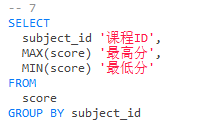 -- 7
SELECT
subject_id '课程ID',
MAX(score) '最高分',
MIN(score) '最低分'
FROM
score
GROUP BY subject_id